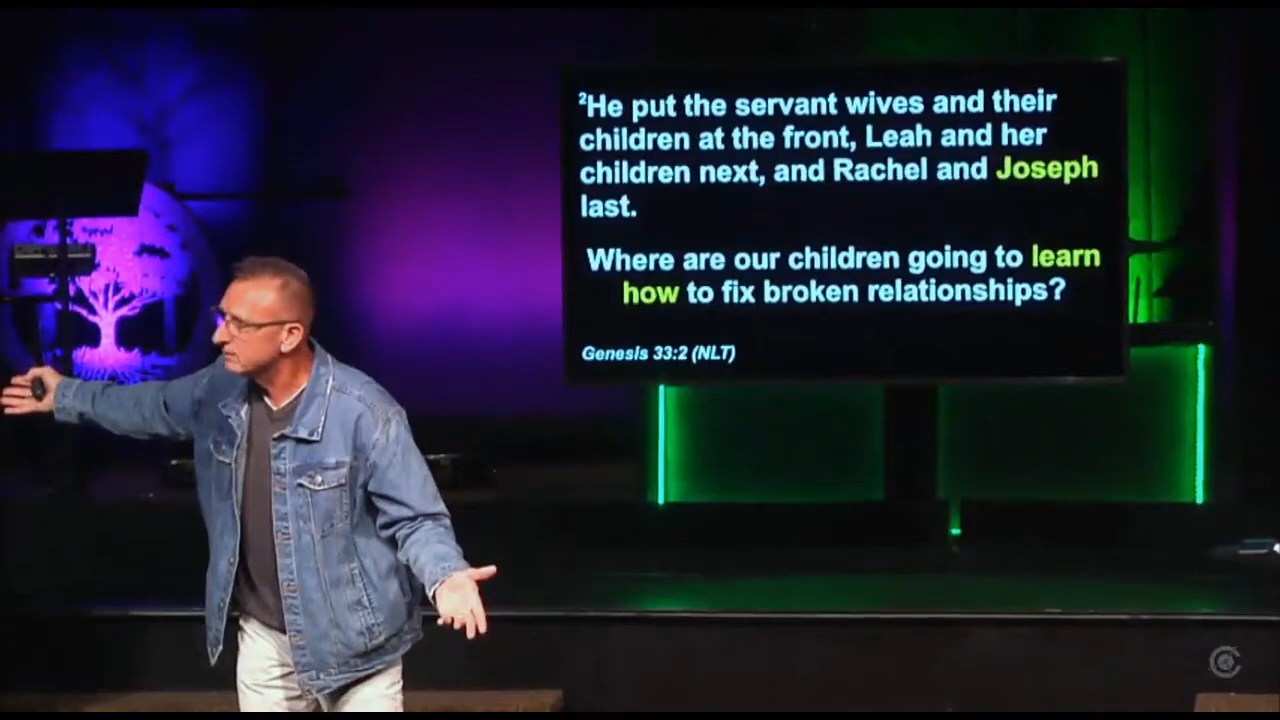 ²He put the servant wives and their
children at the front, Leah and her
children next, and Rachel and Joseph
last.
Where are our children going to learn
how to fix broken relationships?
Genesis 33:2 (NLT)